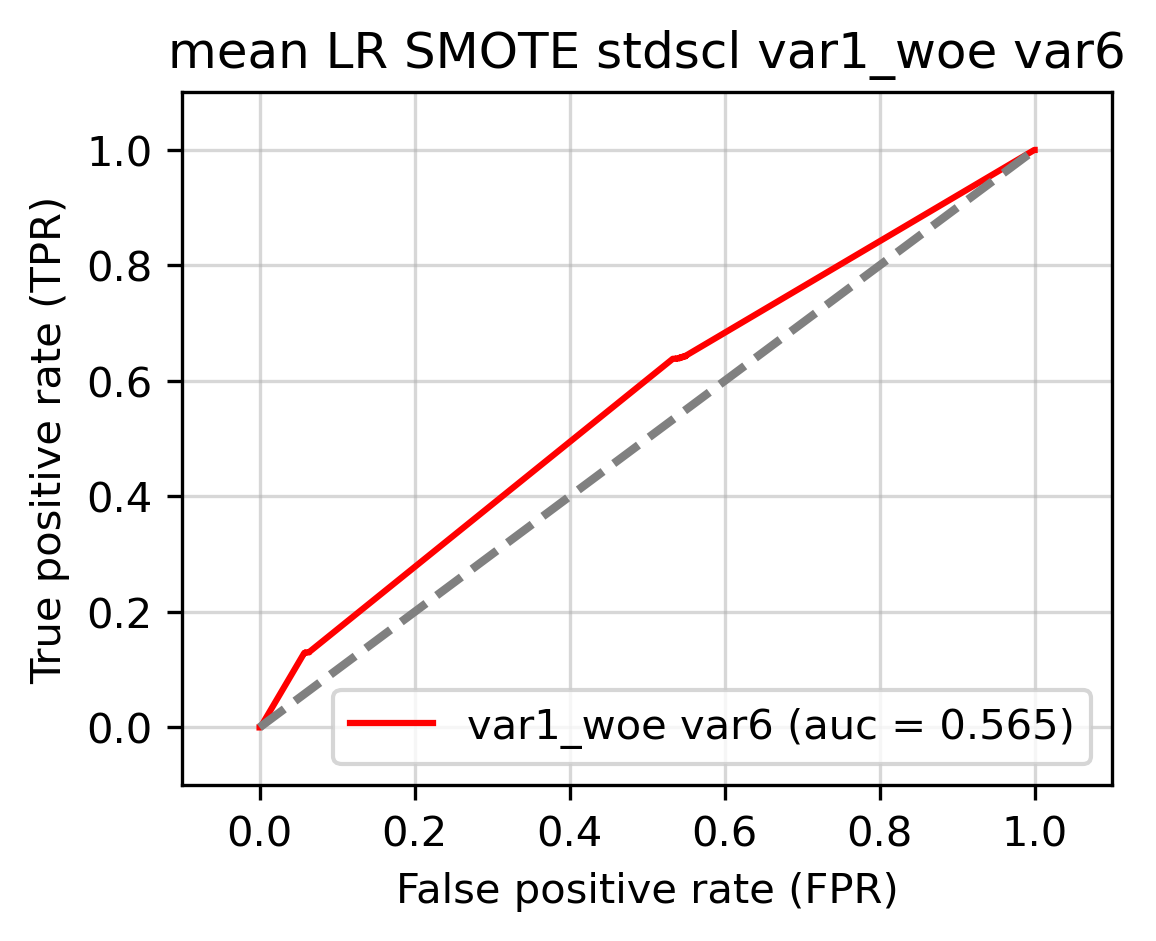 mean LR SMOTE stdscl var1_woe var6
True positive rate (TPR)
1.0
0.8
0.6
0.4
0.2
0.0
var1_woe var6 (auc = 0.565)
0.0 0.2 0.4 0.6 0.8 1.0
False positive rate (FPR)